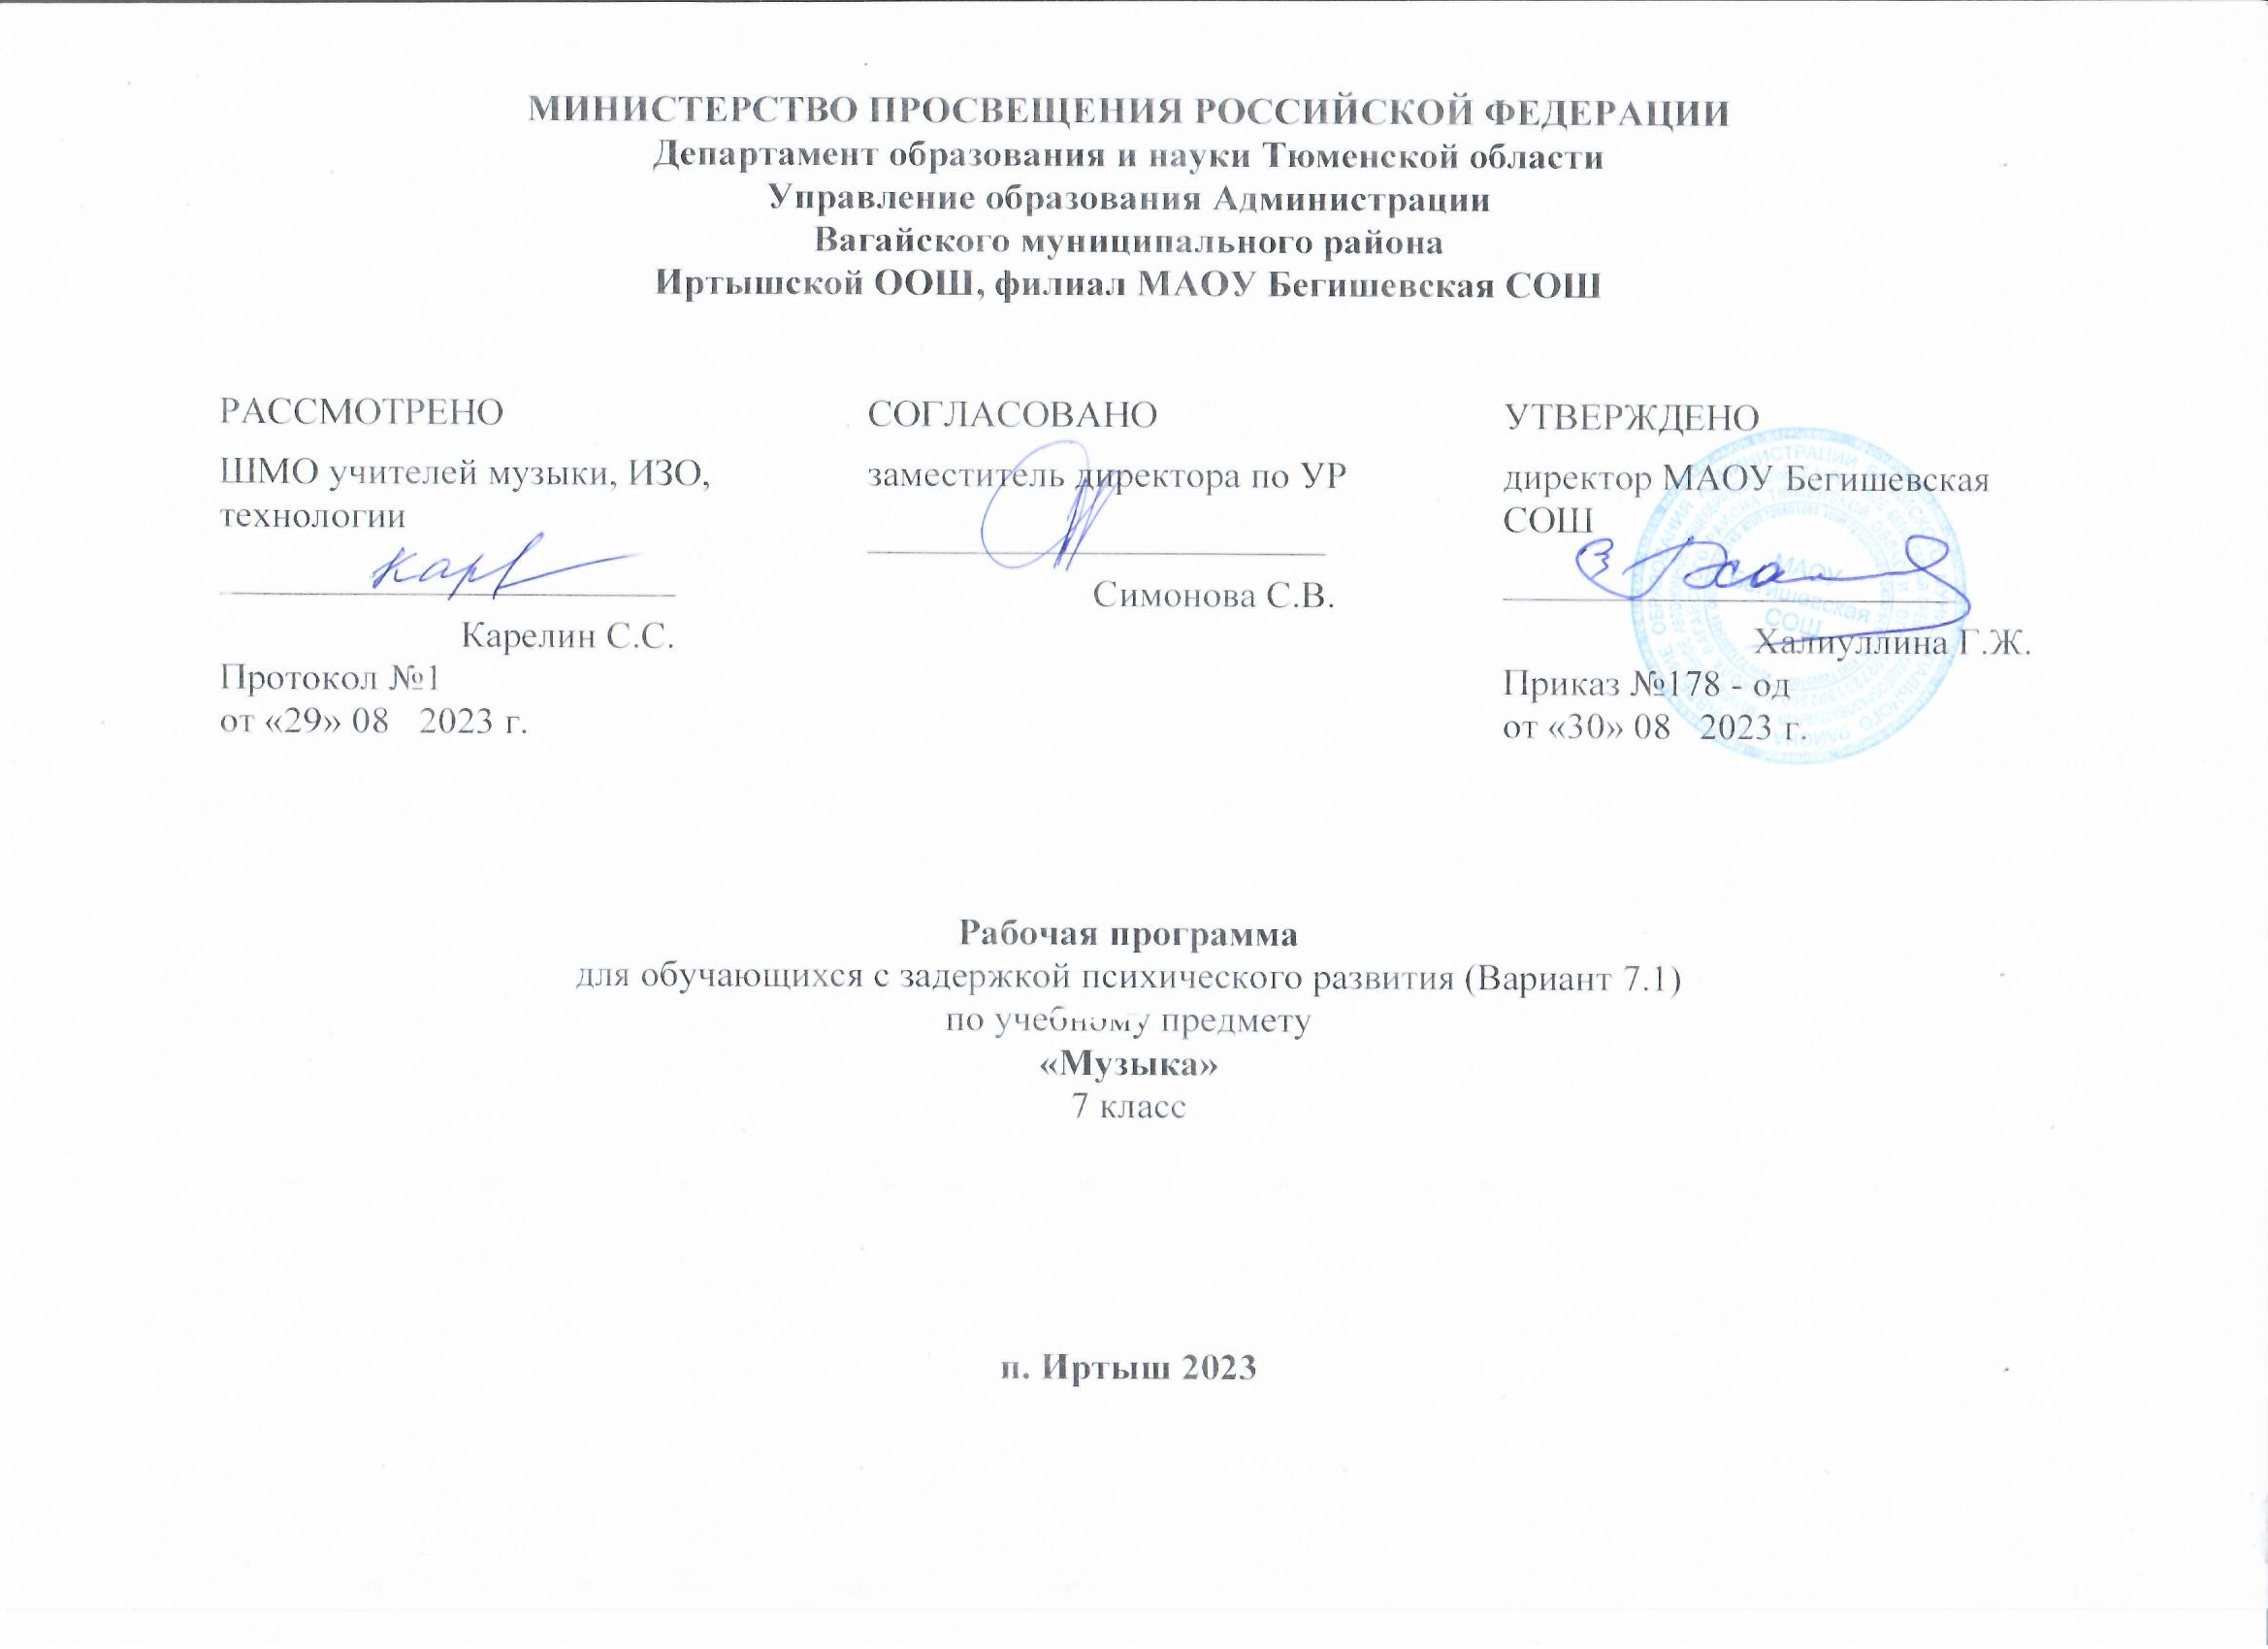 МИНИСТЕРСТВО ПРОСВЕЩЕНИЯ РОССИЙСКОЙ ФЕДЕРАЦИИ
Департамент образования и науки Тюменской области
Управление образования Администрации
Вагайского муниципального района
Иртышской ООШ, филиал МАОУ Бегишевская СОШ
РАССМОТРЕНО
ШМО учителей музыки, ИЗО,
технологии
Карелин С.С.
Протокол №1
от «29» 08 2023 г.
СОГЛАСОВАНО
заместитель директора по УР
Симонова С.В.
УТВЕРЖДЕНО
директор МАОУ Бегишевская
СОШ
МАОУ
Бегишевская
СОШ
Халиуллина Г.Ж.
Приказ №178 - од
от «30» 08 2023 г.
Рабочая программа
для обучающихся с задержкой психического развития (Вариант 7.1)
по учебному предмету
«Музыка»
7 класс
п. Иртыш 2023